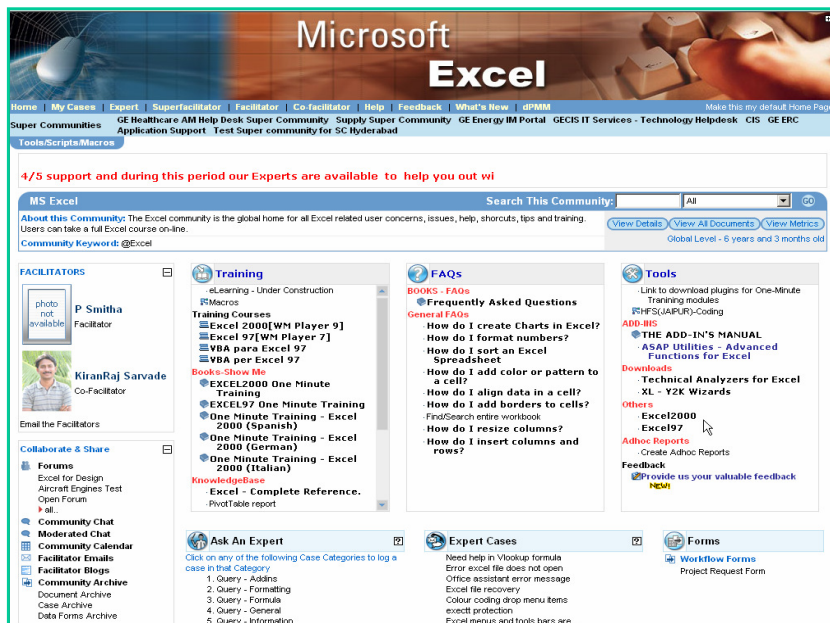 Microsoft
Excel
Home | My Cases | Expert | Superfacilitator | Facilitator | Co-facilitator | Help | Feedback | What's New | dPMM
Make this my default Home Pag
Super Communities
GE Healthcare AM Help Desk Super Community Supply Super Community GE Energy IM Portal GECIS IT Services - Technology Helpdesk CIS GE ERC
Application Support Test Super community for SC Hyderabad
Tools/Scripts/Macros
4/5 support and during this period our Experts are available to help you out wi
MS Excel
Search This Community: All GO
About this Community: The Excel community is the global home for all Excel related user concerns, issues, help, shorcuts, tips and training.
Users can take a full Excel course on-line.
View Details View All Documents View Metrics
Community Keyword: @Excel
Global Level - 6 years and 3 months old
FACILITATORS
photo
not
available
P Smitha
Facilitator
KiranRaj Sarvade
Co-Facilitator
Email the Facilitators
Collaborate & Share
Forums
Excel for Design
Aircraft Engines Test
Open Forum
all..
Community Chat
Moderated Chat
Community Calendar
Facilitator Emails
Facilitator Blogs
Community Archive
Document Archive
Case Archive
Data Forms Archive
Training
eLearning - Under Construction
Macros
Training Courses
Excel 2000[WM Player 9]
Excel 97[WM Player 7]
VBA para Excel 97
VBA per Excel 97
Books-Show Me
EXCEL2000 One Minute
Training
EXCEL97 One Minute Training
One Minute Training - Excel
2000 (Spanish)
One Minute Training - Excel
2000 (German)
One Minute Training - Excel
2000 (Italian)
KnowledgeBase
Excel - Complete Reference.
PivotTable report
FAQs
BOOKS - FAQs
Frequently Asked Questions
General FAQs
How do I create Charts in Excel?
How do I format numbers?
How do I sort an Excel
Spreadsheet
How do I add color or pattern to
a cell?
How do I align data in a cell?
How do I add borders to cells?
Find/Search entire workbook
How do I resize columns?
How do I insert columns and
rows?
Tools
Link to download plugins for One-Minute
Tranining modules
HFS(JAIPUR)-Coding
ADD-INS
THE ADD-IN'S MANUAL
ASAP Utilities - Advanced
Functions for Excel
Downloads
Technical Analyzers for Excel
XL - Y2K Wizards
Others
Excel2000
Excel97
Adhoc Reports
Create Adhoc Reports
Feedback
Provide us your valuable feedback
NEW!
Ask An Expert
Click on any of the following Case Categories to log a
case in that Category
1. Query - Addins
2. Query - Formatting
3. Query - Formula
4. Query - General
5. Query - Information
Expert Cases
Need help in Vlookup formula
Error excel file does not open
Office assistant error message
Excel file recovery
Colour coding drop menu items
exectt protection
Excel menus and tools bars are
Forms
Workflow Forms
Project Request Form